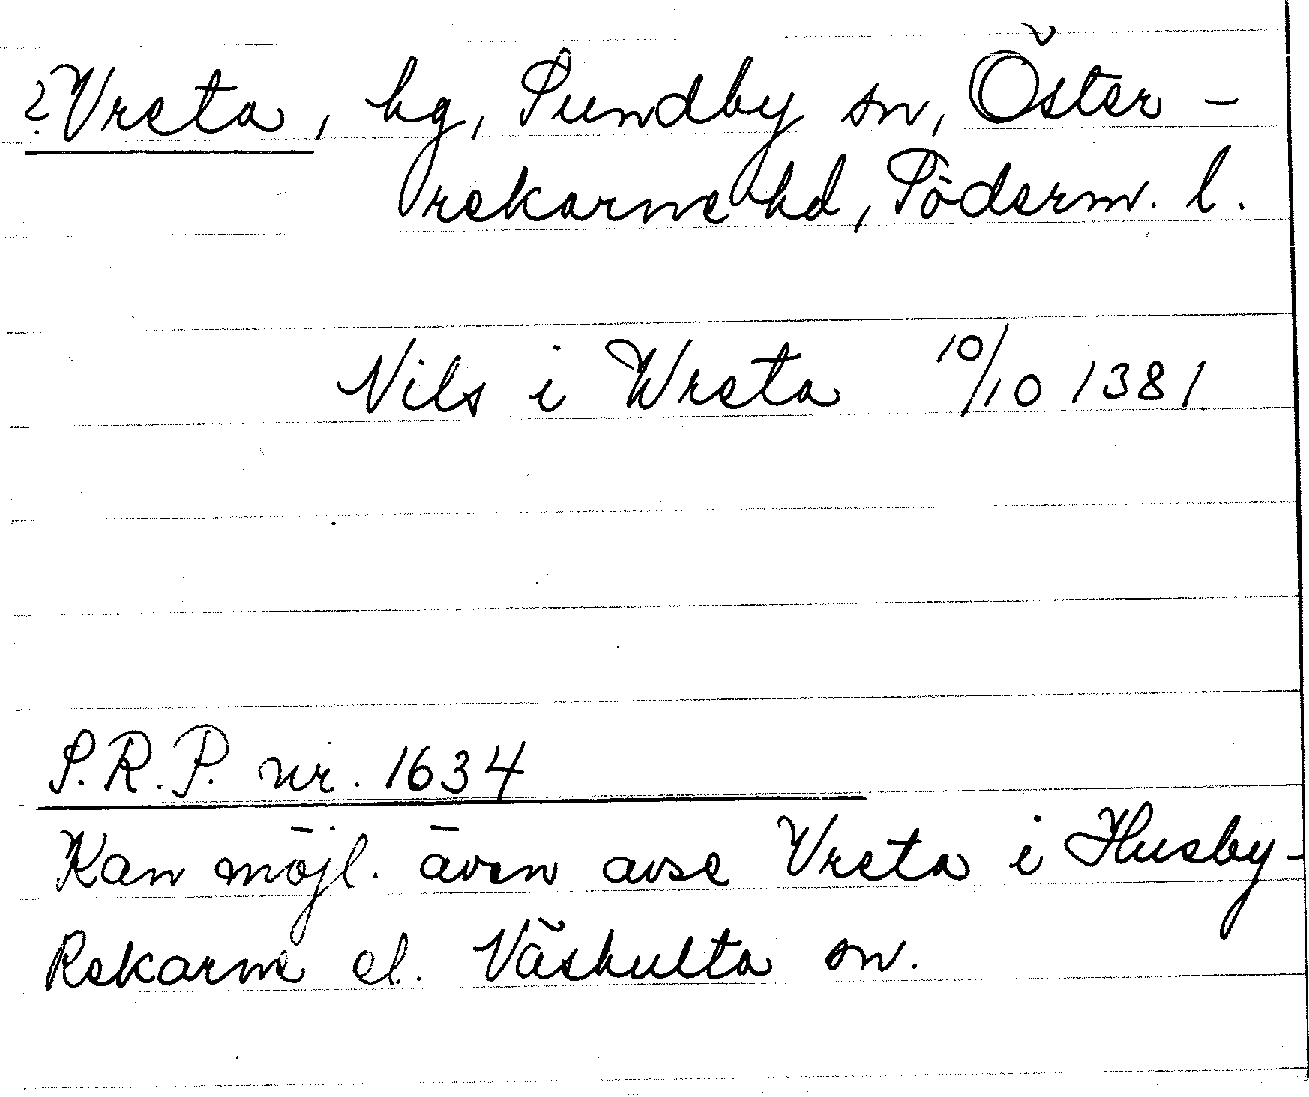 ?Vreta, hg, Sundby sn, Öster-
rekarne hd, Söderm. l.
Nils i Wreta 10/10 1381
S.R.P. nr. 1634
Kan möjl. även avse Vreta i Husby-
Rekarne el. Näshulta sn.